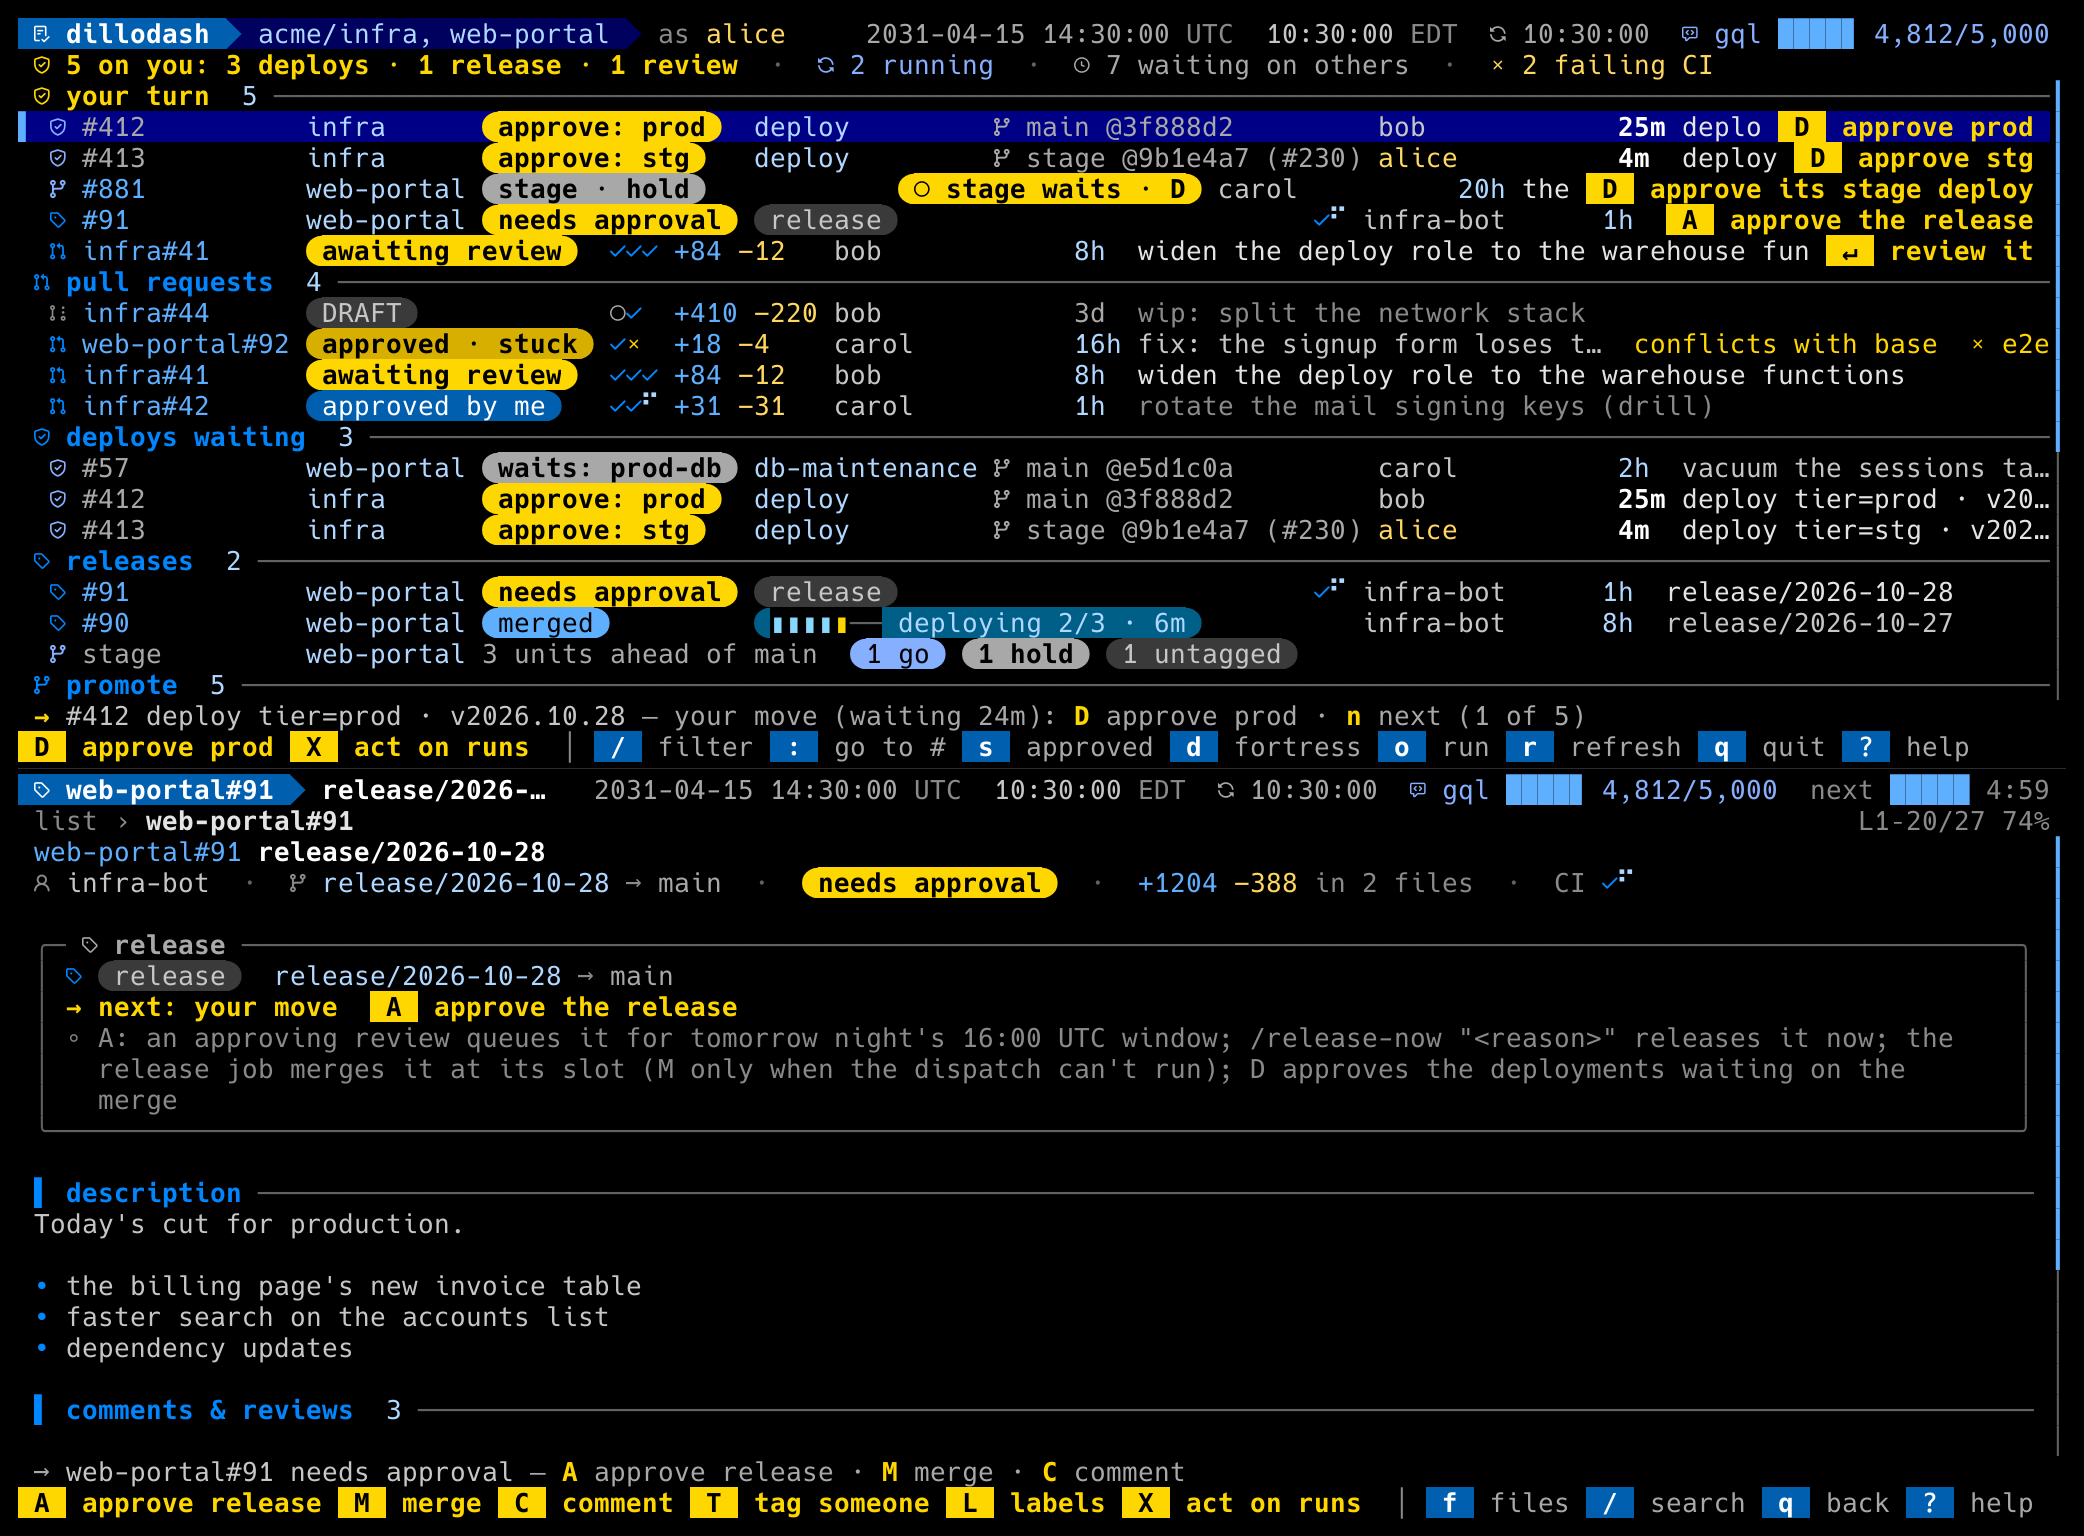 dillodash acme/infra, web-portal as alice 2031-04-15 14:30:00 UTC 10:30:00 EDT 10:30:00 gql 4,812/5,000
5 on you: 3 deploys · 1 release · 1 review · 2 running · 7 waiting on others · × 2 failing CI
your turn 5
#412 infra approve: prod deploy main @3f888d2 bob 25m deplo D approve prod
#413 infra approve: stg deploy stage @9b1e4a7 (#230) alice 4m deploy D approve stg
#881 web-portal stage · hold stage waits · D carol 20h the D approve its stage deploy
#91 web-portal needs approval release infra-bot 1h A approve the release
infra#41 awaiting review ✓✓✓ +84 −12 bob 8h widen the deploy role to the warehouse fun ↵ review it
pull requests 4
infra#44 DRAFT ○✓ +410 −220 bob 3d wip: split the network stack
web-portal#92 approved · stuck ✓× +18 −4 carol 16h fix: the signup form loses t… conflicts with base × e2e
infra#41 awaiting review ✓✓✓ +84 −12 bob 8h widen the deploy role to the warehouse functions
infra#42 approved by me ✓✓ +31 −31 carol 1h rotate the mail signing keys (drill)
deploys waiting 3
#57 web-portal waits: prod-db db-maintenance main @e5d1c0a carol 2h vacuum the sessions ta…
#412 infra approve: prod deploy main @3f888d2 bob 25m deploy tier=prod · v20…
#413 infra approve: stg deploy stage @9b1e4a7 (#230) alice 4m deploy tier=stg · v202…
releases 2
#91 web-portal needs approval release ✓ infra-bot 1h release/2026-10-28
#90 web-portal merged deploying 2/3 · 6m infra-bot 8h release/2026-10-27
stage web-portal 3 units ahead of main 1 go 1 hold 1 untagged
promote 5
→ #412 deploy tier=prod · v2026.10.28 — your move (waiting 24m): D approve prod · n next (1 of 5)
D approve prod X act on runs │ / filter : go to # s approved d fortress o run r refresh q quit ? help
web-portal#91 release/2026-… 2031-04-15 14:30:00 UTC 10:30:00 EDT 10:30:00 gql 4,812/5,000 next 4:59
list › web-portal#91 L1-20/27 74%
web-portal#91 release/2026-10-28
infra-bot · release/2026-10-28 → main · needs approval · +1204 −388 in 2 files · CI ✓
release
release release/2026-10-28 → main
→ next: your move A approve the release
◦ A: an approving review queues it for tomorrow night's 16:00 UTC window; /release-now "<reason>" releases it now; the
release job merges it at its slot (M only when the dispatch can't run); D approves the deployments waiting on the
merge
description
Today's cut for production.
• the billing page's new invoice table
• faster search on the accounts list
• dependency updates
comments & reviews 3
→ web-portal#91 needs approval — A approve release · M merge · C comment
A approve release M merge C comment T tag someone L labels X act on runs │ f files / search q back ? help